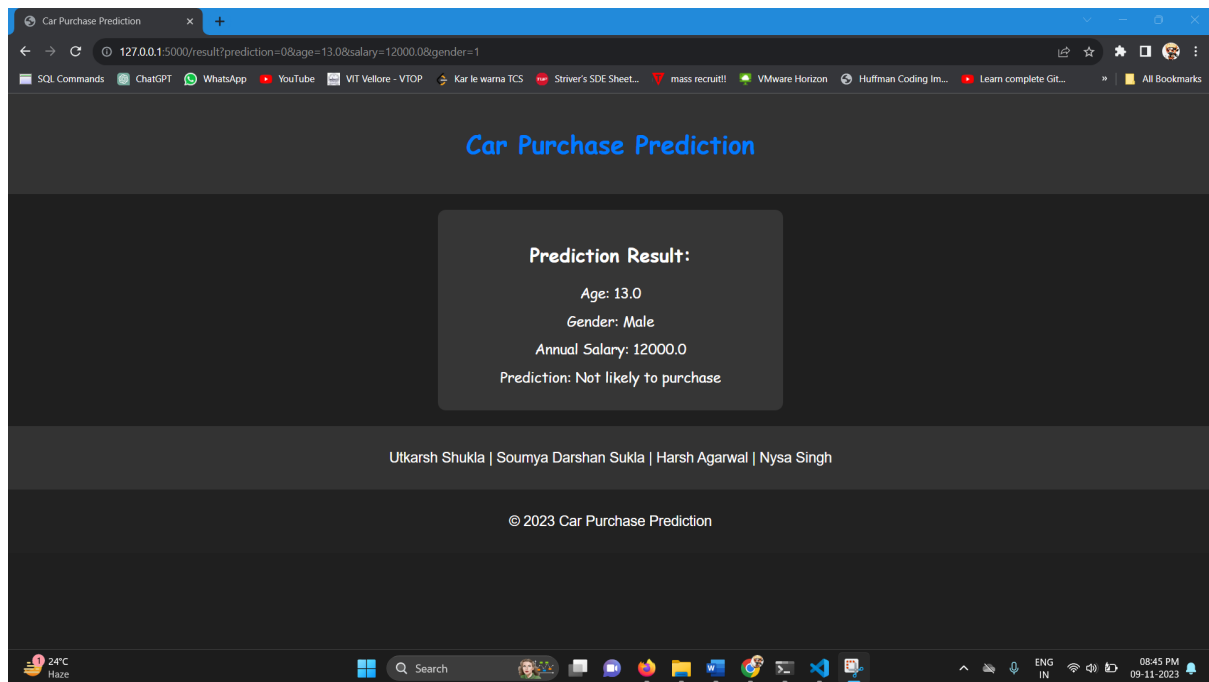 Car Purchase Prediction
127.0.0.1:5000/result?prediction=0&age=13.0&salary=12000.0&gender=1
SQL Commands ChatGPT WhatsApp YouTube VIT Vellore - VTOP Kar le warna TCS Striver's SDE Sheet... mass recruit!! VMware Horizon Huffman Coding Im... Learn complete Git... » All Bookmarks
Car Purchase Prediction
Prediction Result:
Age: 13.0
Gender: Male
Annual Salary: 12000.0
Prediction: Not likely to purchase
Utkarsh Shukla | Soumya Darshan Sukla | Harsh Agarwal | Nysa Singh
© 2023 Car Purchase Prediction
1 24°C
Haze
Search
ENG
IN
08:45 PM
09-11-2023